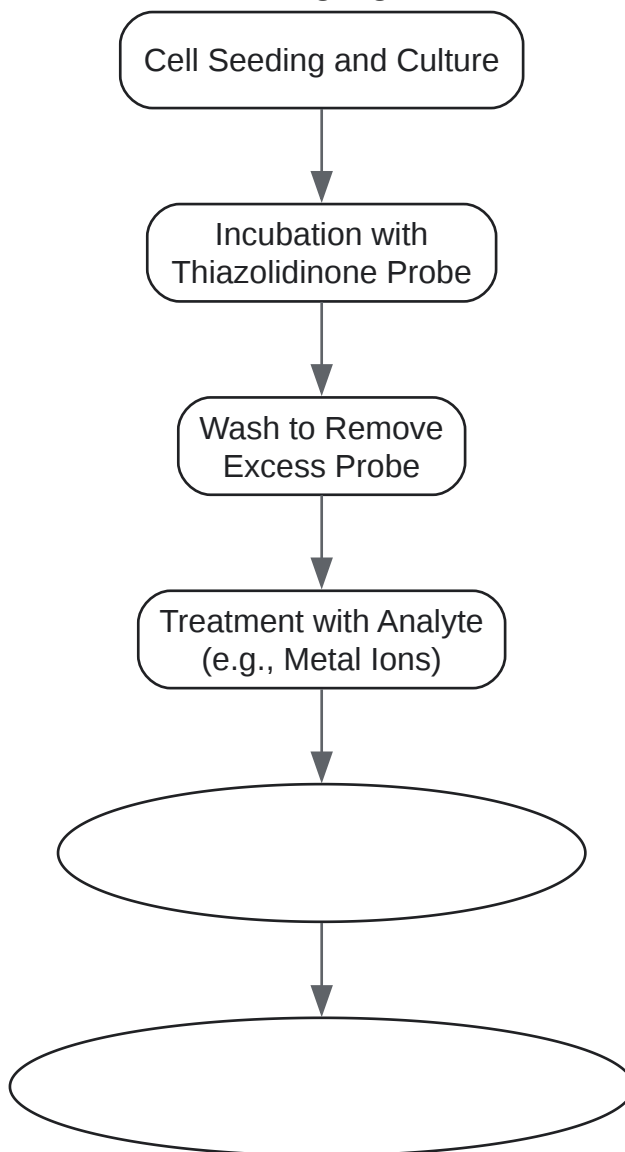 Cell Seeding and Culture
Incubation with
Thiazolidinone Probe
Wash to Remove
Excess Probe
Treatment with Analyte
(e.g., Metal Ions)